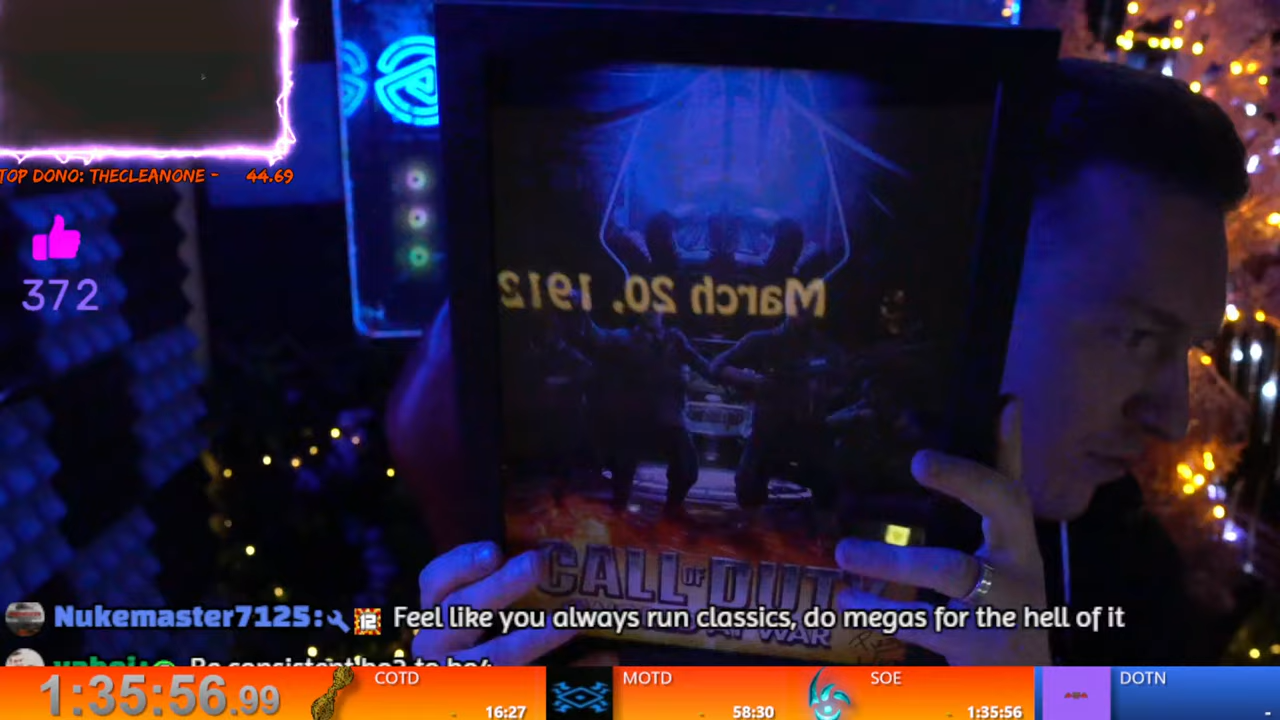 TOP DONO: THECLEANONE - 44.69
372
March 20, 1912
CALL OF DUTY
AT WAR
Nukemaster7125: Feel like you always run classics, do megas for the hell of it
1:35:56.99
COTD
- 16:27
MOTD
- 58:30
SOE
- 1:35:56
DOTN
-